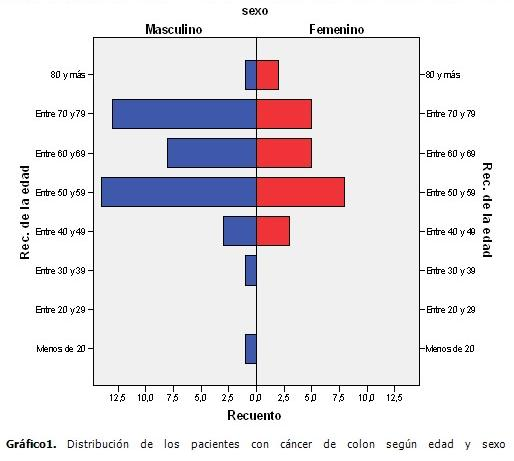 sexo
Masculino Femenino
80 y más 80 y más
Entre 70 y 79 Entre 70 y 79
Entre 60 y 69 Entre 60 y 69
Entre 50 y 59 Entre 50 y 59
Entre 40 y 49 Entre 40 y 49
Entre 30 y 39 Entre 30 y 39
Entre 20 y 29 Entre 20 y 29
Menos de 20 Menos de 20
Rec. de la edad
Rec. de la edad
12,5 10,0 7,5 5,0 2,5 0,0 2,5 5,0 7,5 10,0 12,5
Recuento
Gráfico1. Distribución de los pacientes con cáncer de colon según edad y sexo